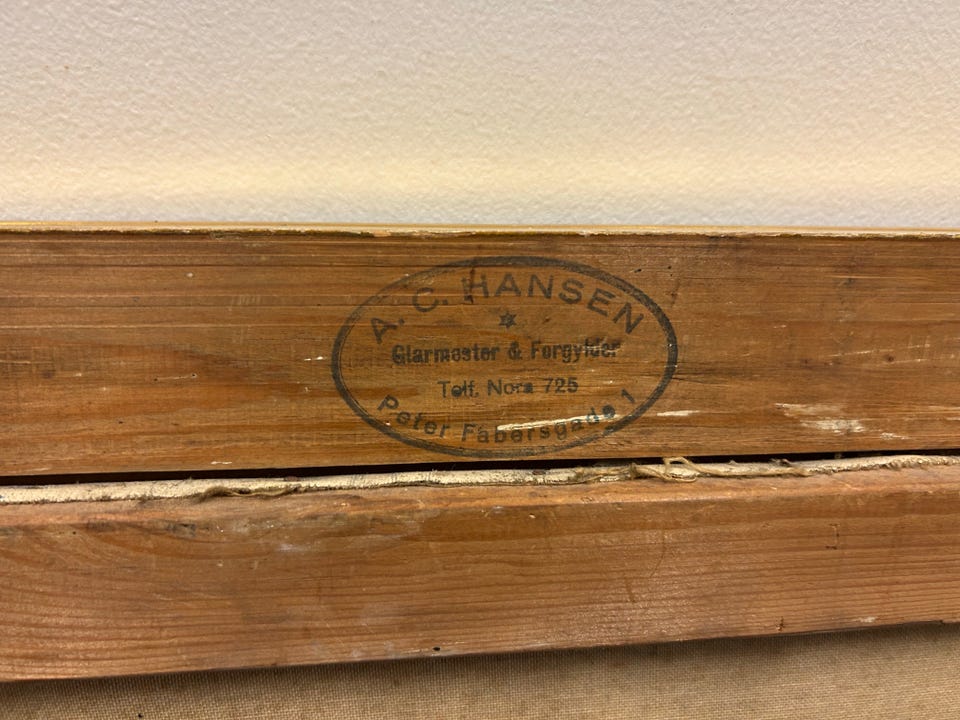 A. C. HANSEN
Glarmester & Forgylder
Telf. Nora 725
Peter Fabersgade 1